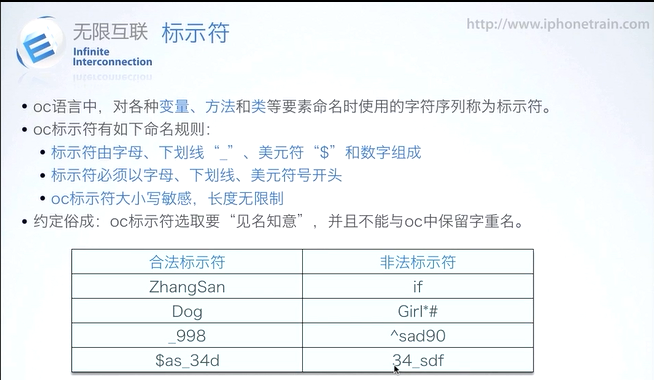 http://www.iphonetrain.com
无限互联 标示符
Infinite
Interconnection
• oc语言中，对各种变量、方法和类等要素命名时使用的字符序列称为标示符。
• oc标示符有如下命名规则：
• 标示符由字母、下划线“_”、美元符“$”和数字组成
• 标示符必须以字母、下划线、美元符号开头
• oc标示符大小写敏感，长度无限制
• 约定俗成：oc标示符选取要“见名知意”，并且不能与oc中保留字重名。
合法标示符 非法标示符
ZhangSan if
Dog Girl*#
_998 ^sad90
$as_34d 34_sdf